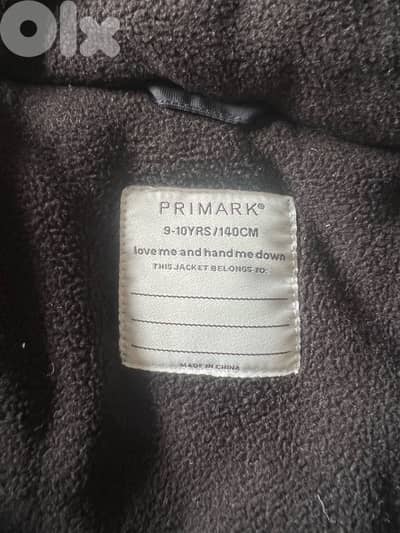 OLX
PRIMARK®
9-10YRS/140CM
love me and hand me down
THIS JACKET BELONGS TO:
MADE IN CHINA